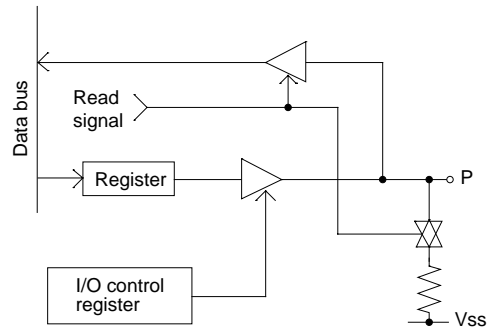 Data bus
Read
signal
Register
P
I/O control
register
Vss